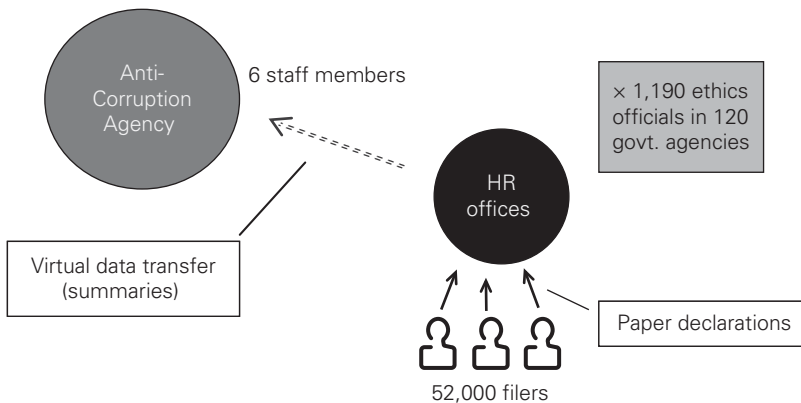 Anti-
Corruption
Agency
6 staff members
× 1,190 ethics
officials in 120
govt. agencies
HR
offices
Virtual data transfer
(summaries)
Paper declarations
52,000 filers